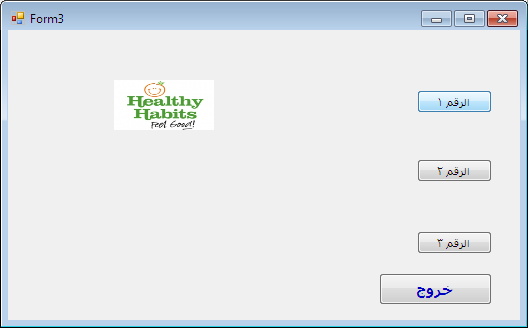 Form3
Healthy
Habits
Feel Good!
الرقم ١
الرقم ٢
الرقم ٣
خروج